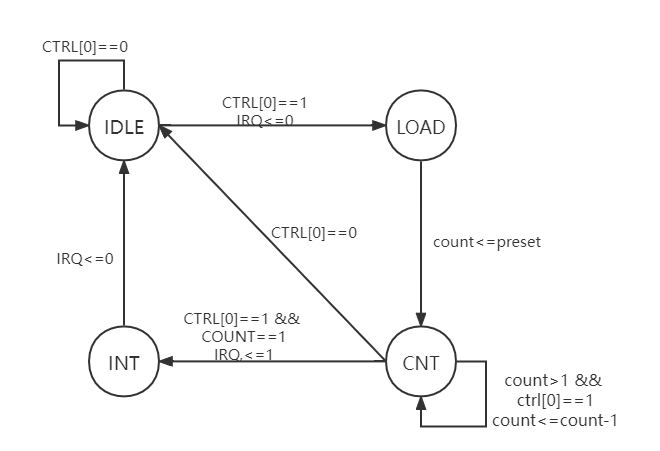 CTRL[0]==0
CTRL[0]==1
IRQ<=0
IDLE
LOAD
CTRL[0]==0
count<=preset
IRQ<=0
CTRL[0]==1 &&
COUNT==1
IRQ,<=1
INT
CNT
count>1 &&
ctrl[0]==1
count<=count-1